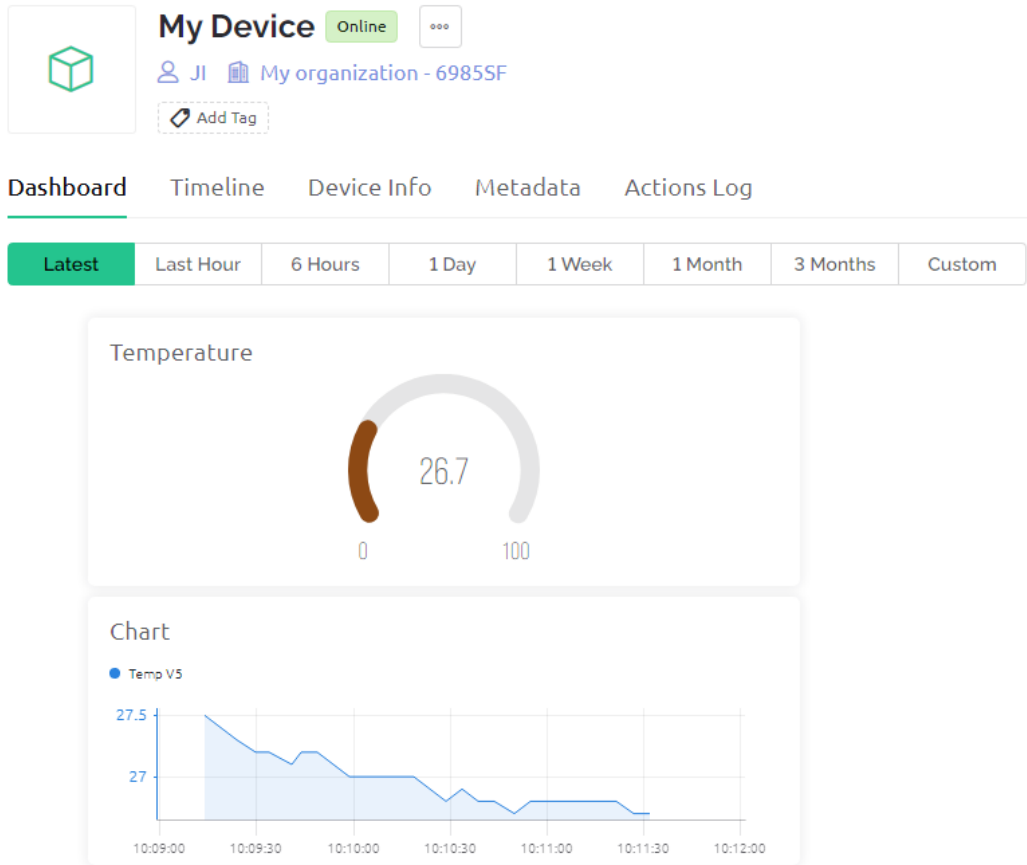 My Device Online
JI My organization - 6985SF
Add Tag
Dashboard Timeline Device Info Metadata Actions Log
Latest Last Hour 6 Hours 1 Day 1 Week 1 Month 3 Months Custom
Temperature
26.7
0 100
Chart
Temp V5
27.5
27
10:09:00 10:09:30 10:10:00 10:10:30 10:11:00 10:11:30 10:12:00